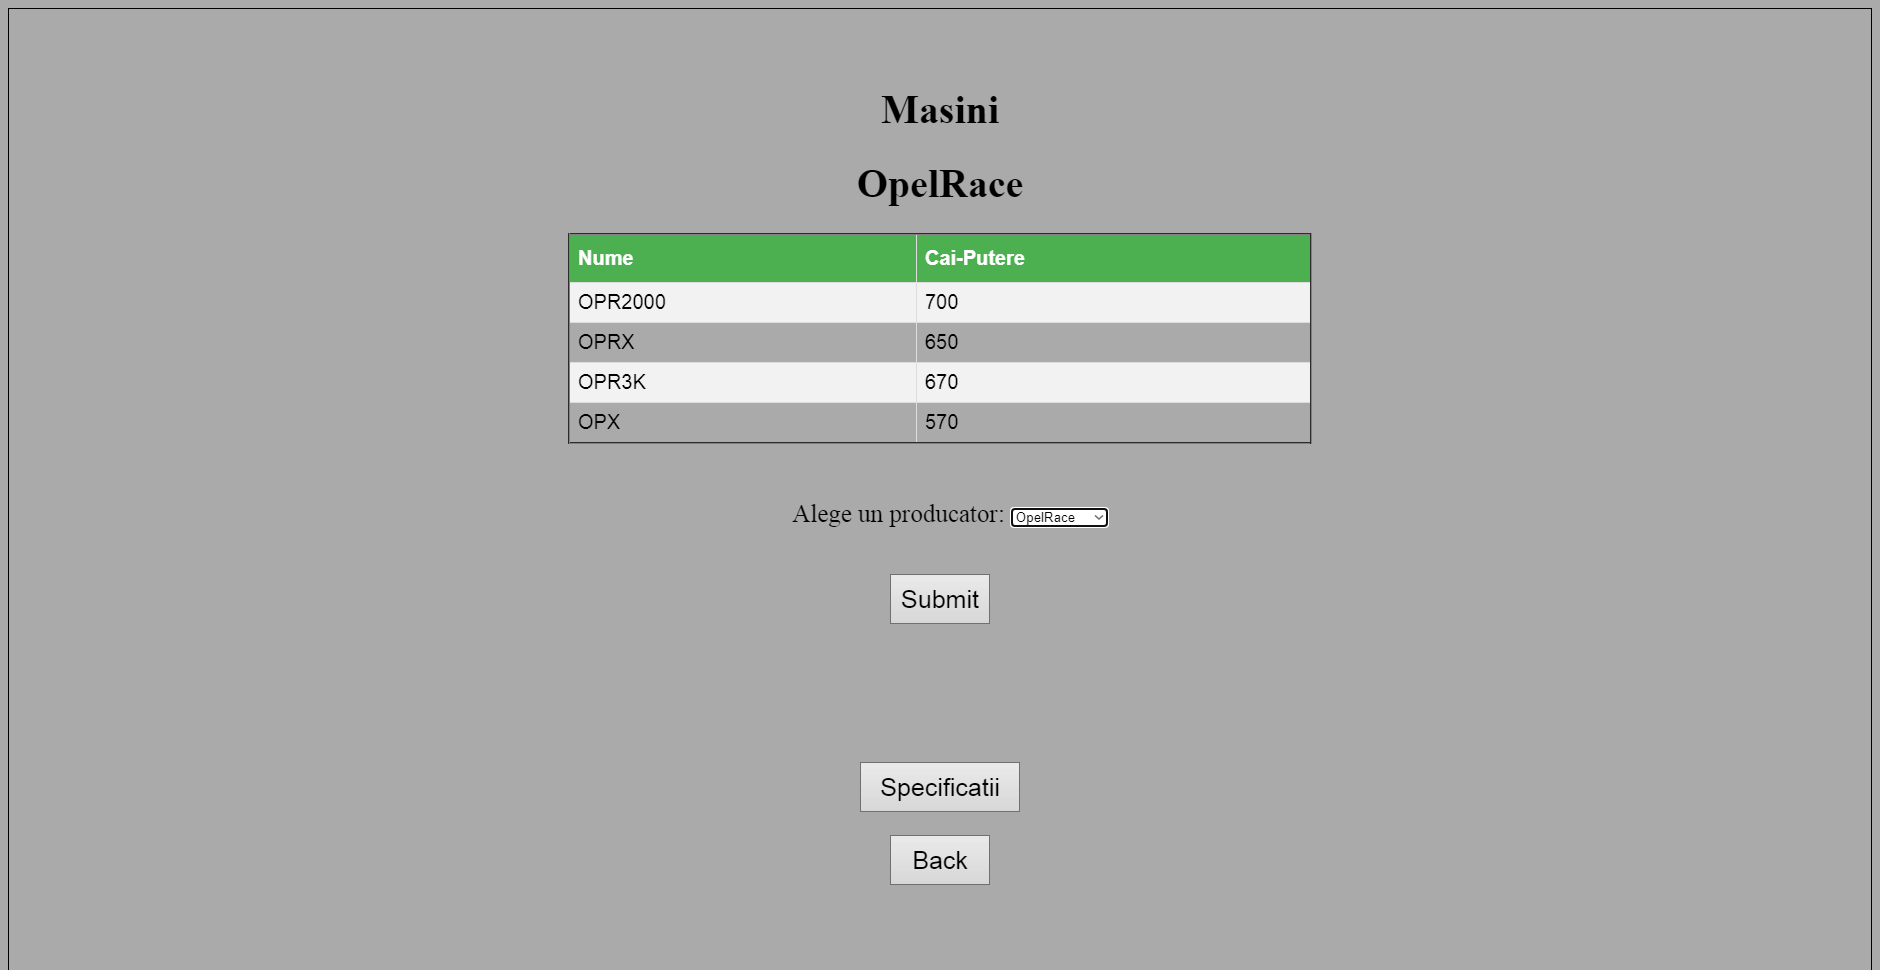 Masini
OpelRace
Nume Cai-Putere
OPR2000 700
OPRX 650
OPR3K 670
OPX 570
Alege un producator: OpelRace
Submit
Specificatii
Back